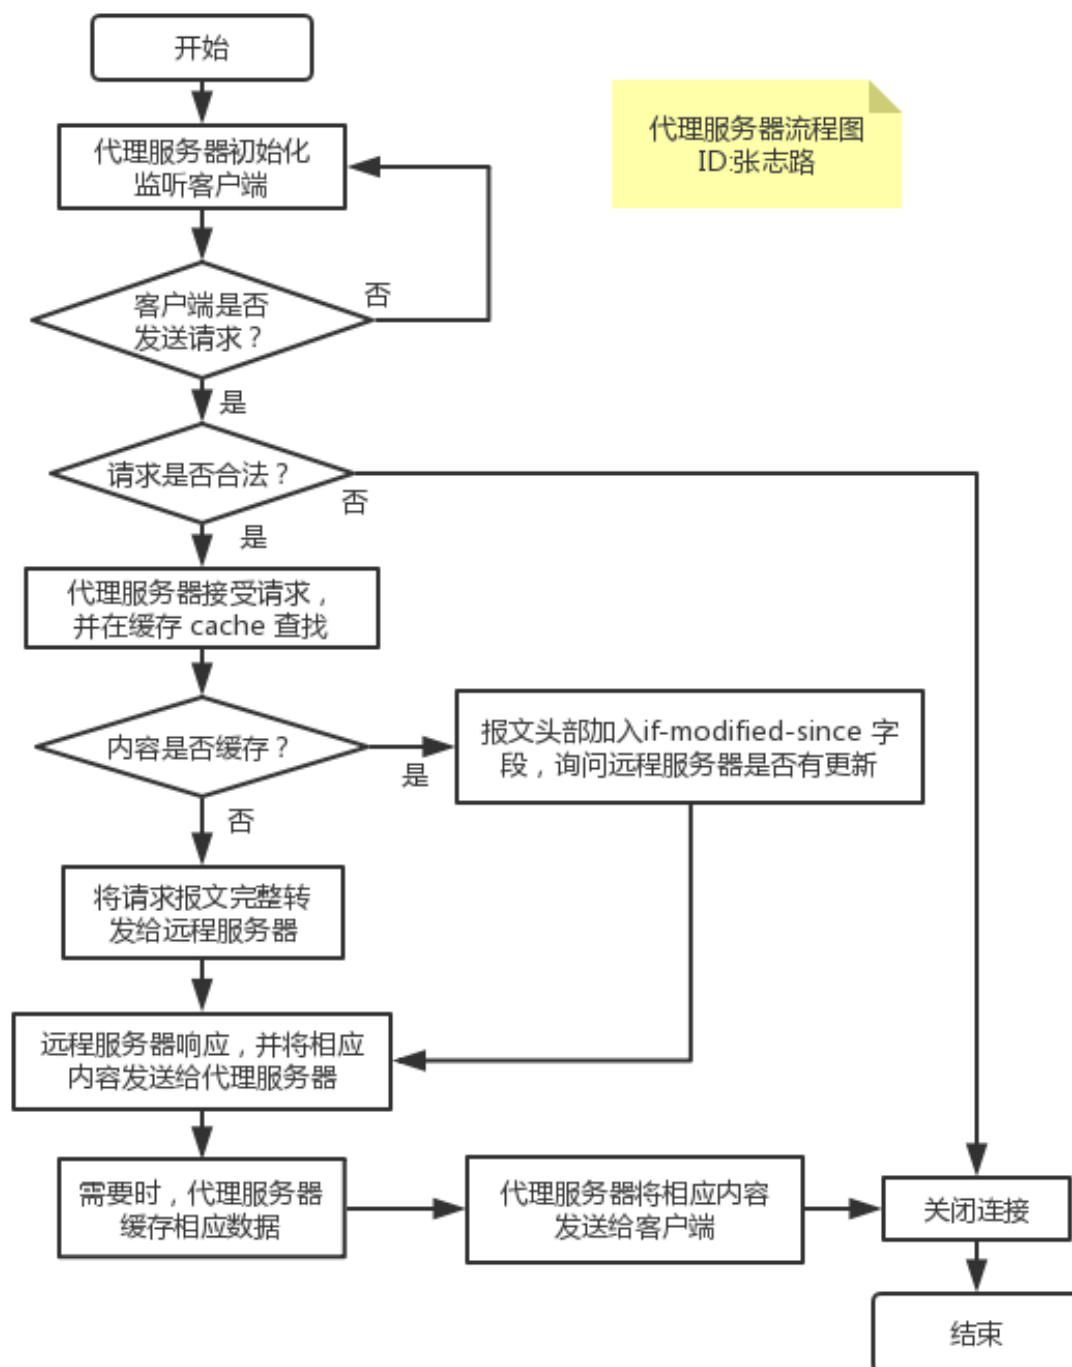 开始
代理服务器流程图
ID:张志路
代理服务器初始化
监听客户端
客户端是否
发送请求？
否
是
请求是否合法？
否
是
代理服务器接受请求，
并在缓存 cache 查找
内容是否缓存？
是
报文头部加入if-modified-since 字
段，询问远程服务器是否有更新
否
将请求报文完整转
发给远程服务器
远程服务器响应，并将相应
内容发送给代理服务器
需要时，代理服务器
缓存相应数据
代理服务器将相应内容
发送给客户端
关闭连接
结束